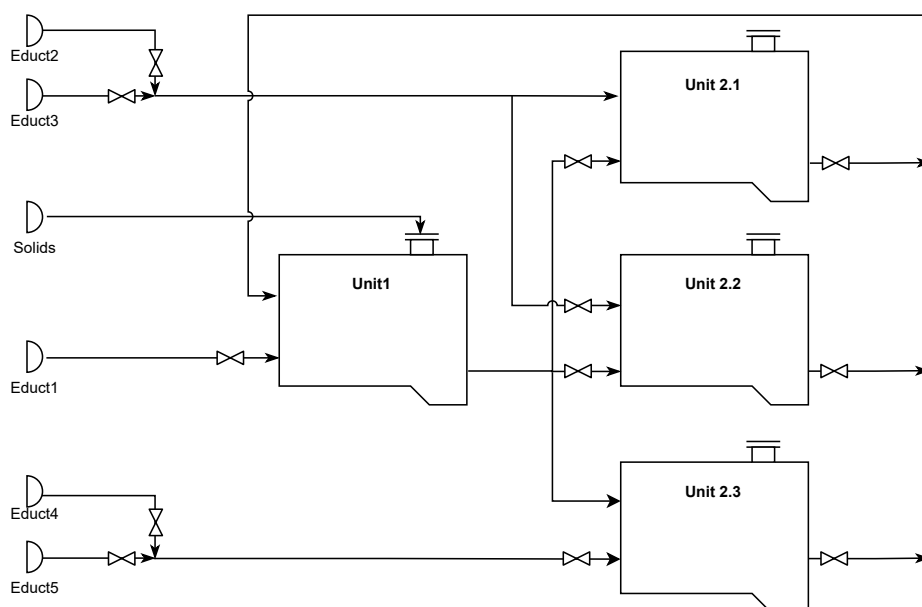 Educt2
Educt3
Solids
Educt1
Educt4
Educt5
Unit1
Unit 2.1
Unit 2.2
Unit 2.3